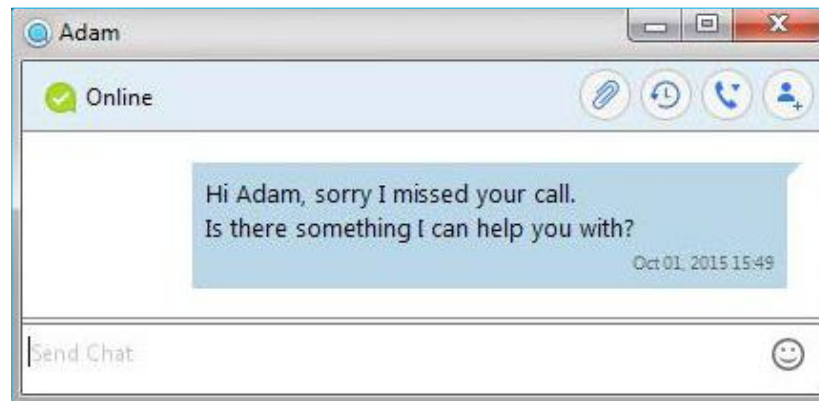 Adam
Online
Hi Adam, sorry I missed your call.
Is there something I can help you with?
Oct 01, 2015 15:49
Send Chat